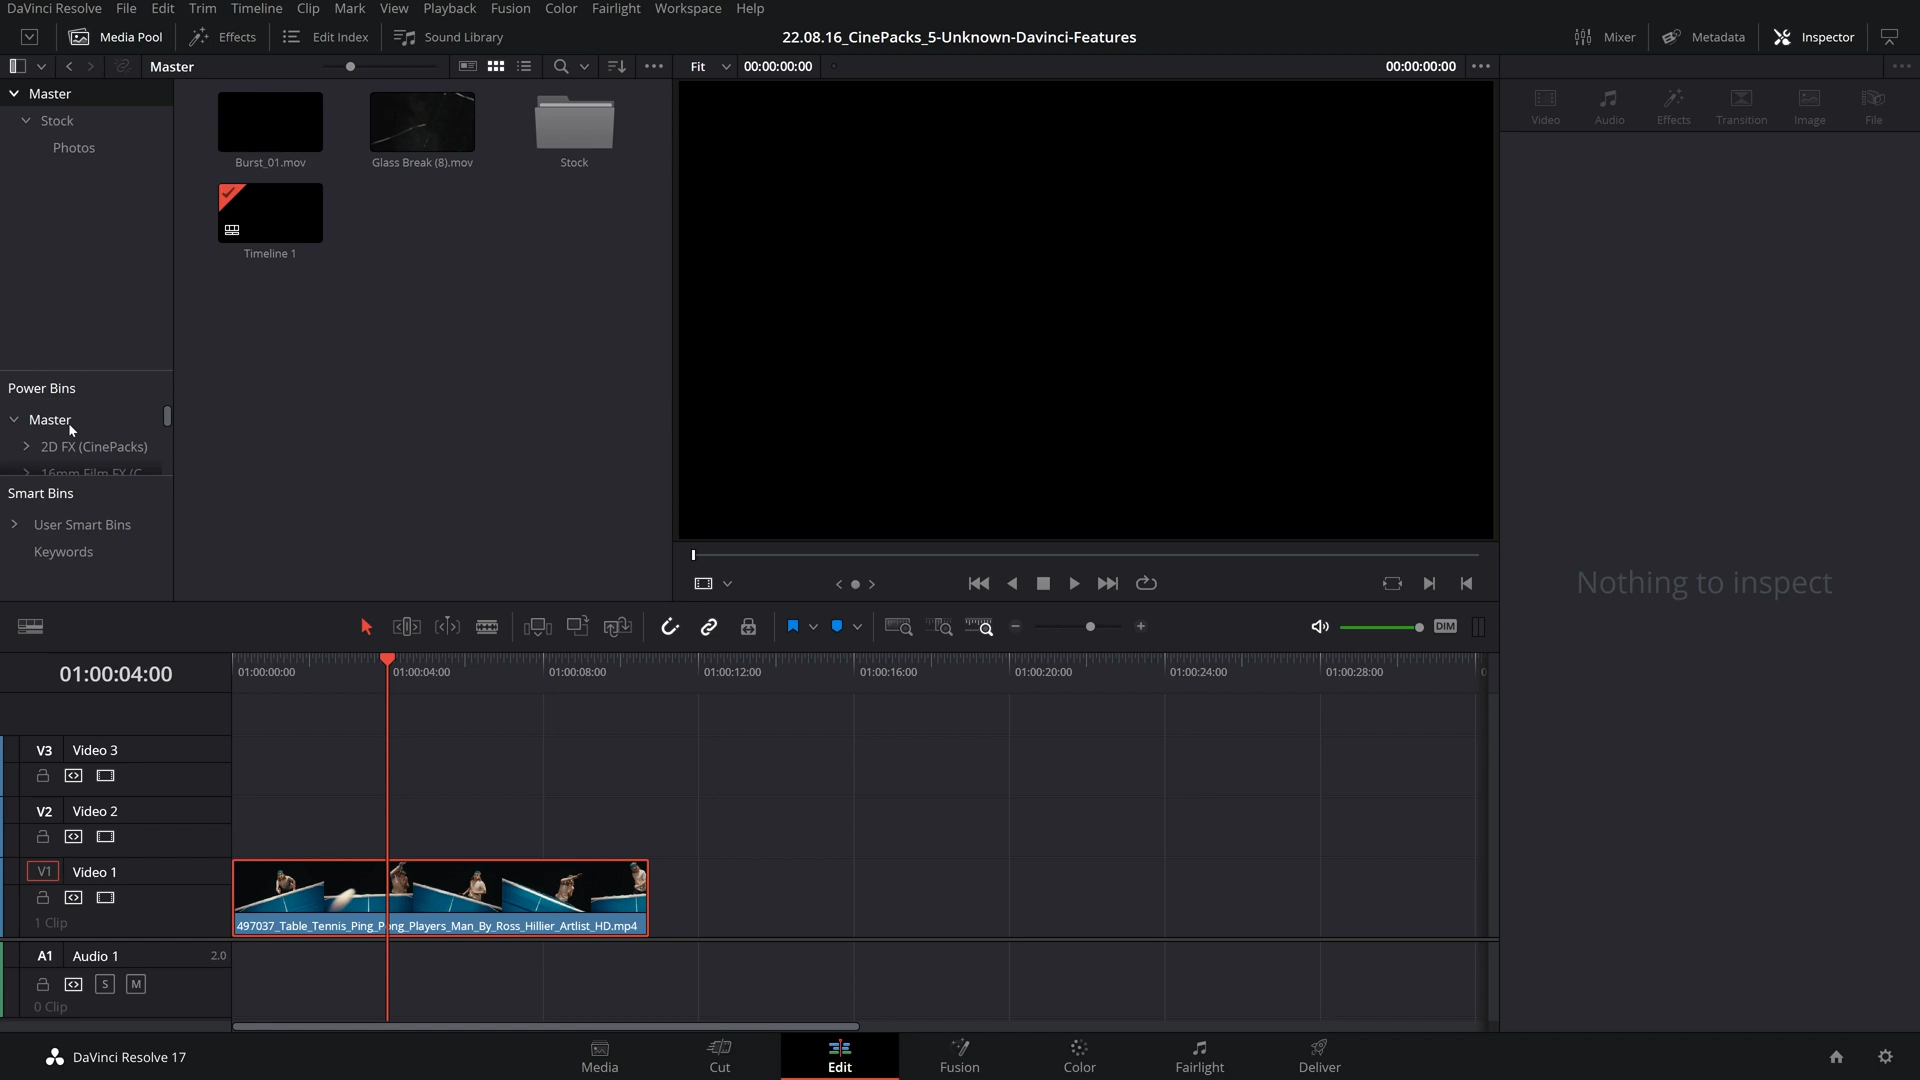 DaVinci Resolve File Edit Trim Timeline Clip Mark View Playback Fusion Color Fairlight Workspace Help
Media Pool Effects Edit Index Sound Library 22.08.16_CinePacks_5-Unknown-Davinci-Features Mixer Metadata Inspector
Master Fit 00:00:00:00 00:00:00:00
Master
Stock
Photos
Burst_01.mov Glass Break (8).mov Stock
Timeline 1
Video Audio Effects Transition Image File
Power Bins
Master
2D FX (CinePacks)
16mm Film FX (C
Smart Bins
User Smart Bins
Keywords
Nothing to inspect
DIM
01:00:04:00 01:00:00:00 01:00:04:00 01:00:08:00 01:00:12:00 01:00:16:00 01:00:20:00 01:00:24:00 01:00:28:00
V3 Video 3
V2 Video 2
V1 Video 1
1 Clip
497037_Table_Tennis_Ping_Pong_Players_Man_By_Ross_Hillier_Artlist_HD.mp4
A1 Audio 1 2.0
S M
0 Clip
DaVinci Resolve 17 Media Cut Edit Fusion Color Fairlight Deliver